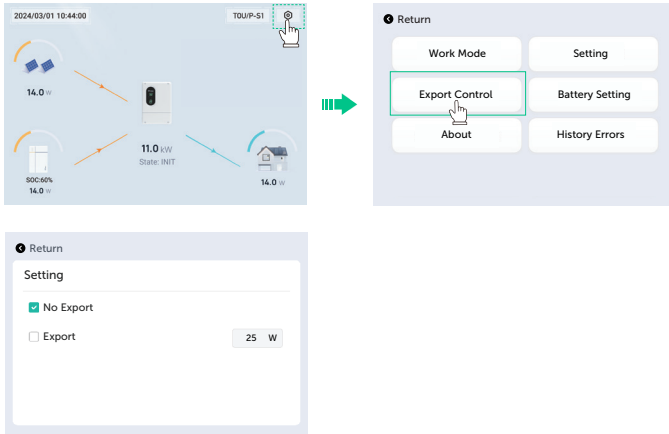 2024/03/01 10:44:00
TOU/P-S1
14.0 W
11.0 kW
State: INIT
SOC:60%
14.0 W
14.0 W
Return
Work Mode
Setting
Export Control
Battery Setting
About
History Errors
Return
Setting
No Export
Export
25 W